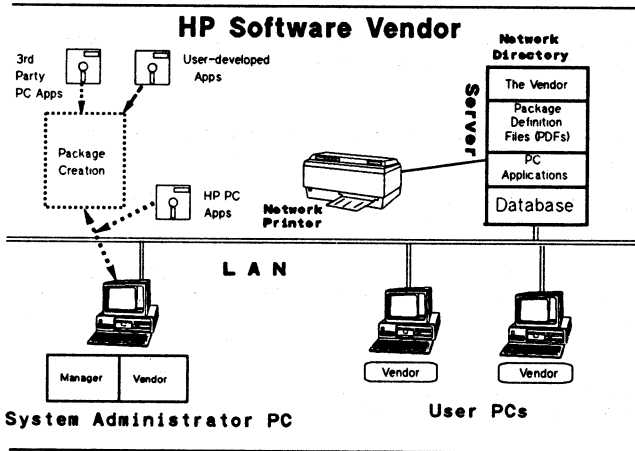 HP Software Vendor
3rd
Party
PC Apps
User-developed
Apps
Network
Directory
Server
The Vendor
Package
Definition
Files (PDFs)
PC
Applications
Database
Package
Creation
HP PC
Apps
Network
Printer
LAN
Manager
Vendor
Vendor
Vendor
System Administrator PC
User PCs